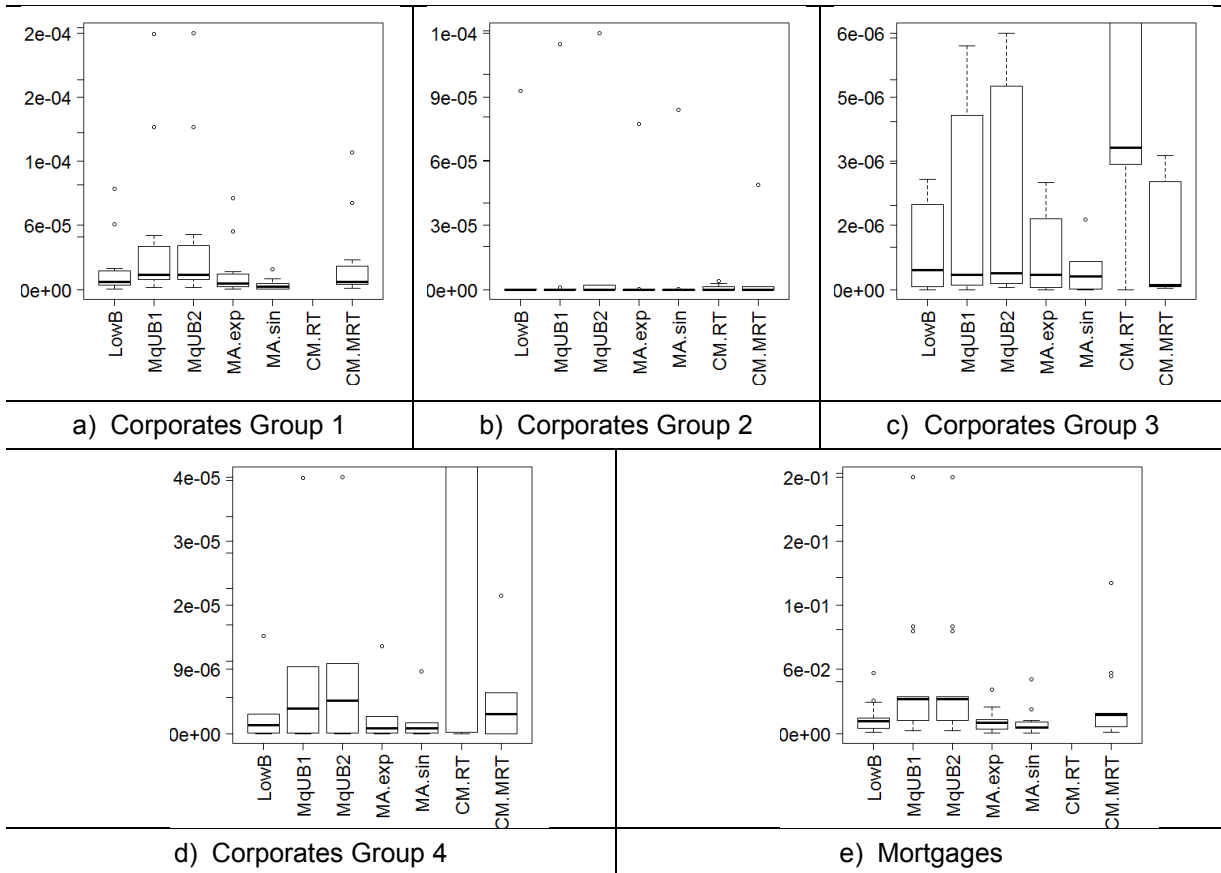 2e-04
2e-04
1e-04
6e-05
0e+00
LowB
MqUB1
MqUB2
MA.exp
MA.sin
CM.RT
CM.MRT
1e-04
9e-05
6e-05
3e-05
0e+00
LowB
MqUB1
MqUB2
MA.exp
MA.sin
CM.RT
CM.MRT
6e-06
5e-06
3e-06
2e-06
0e+00
LowB
MqUB1
MqUB2
MA.exp
MA.sin
CM.RT
CM.MRT
a) Corporates Group 1
b) Corporates Group 2
c) Corporates Group 3
4e-05
3e-05
2e-05
9e-06
0e+00
LowB
MqUB1
MqUB2
MA.exp
MA.sin
CM.RT
CM.MRT
2e-01
2e-01
1e-01
6e-02
0e+00
LowB
MqUB1
MqUB2
MA.exp
MA.sin
CM.RT
CM.MRT
d) Corporates Group 4
e) Mortgages